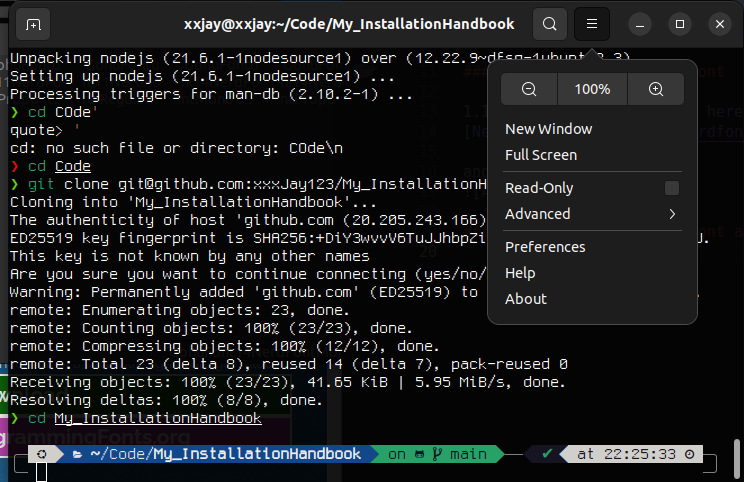 xxjay@xxjay:~/Code/My_InstallationHandbook
Unpacking nodejs (21.6.1-1nodesource1) over (12.22.9~dfsg-1ubunt
Setting up nodejs (21.6.1-1nodesource1) ...
Processing triggers for man-db (2.10.2-1) ...
❯ cd COde'
quote> '
cd: no such file or directory: COde\n
❯ cd Code
❯ git clone git@github.com:xxxJay123/My_InstallationH
Cloning into 'My_InstallationHandbook'...
The authenticity of host 'github.com (20.205.243.166)
ED25519 key fingerprint is SHA256:+DiY3wvvV6TuJJhbpZi
This key is not known by any other names
Are you sure you want to continue connecting (yes/no/
Warning: Permanently added 'github.com' (ED25519) to
remote: Enumerating objects: 23, done.
remote: Counting objects: 100% (23/23), done.
remote: Compressing objects: 100% (12/12), done.
remote: Total 23 (delta 8), reused 14 (delta 7), pack-reused 0
Receiving objects: 100% (23/23), 41.65 KiB | 5.95 MiB/s, done.
Resolving deltas: 100% (8/8), done.
❯ cd My_InstallationHandbook
~/Code/My_InstallationHandbook on main ✔ at 22:25:33
100%
New Window
Full Screen
Read-Only
Advanced
Preferences
Help
About
grammingFonts.org